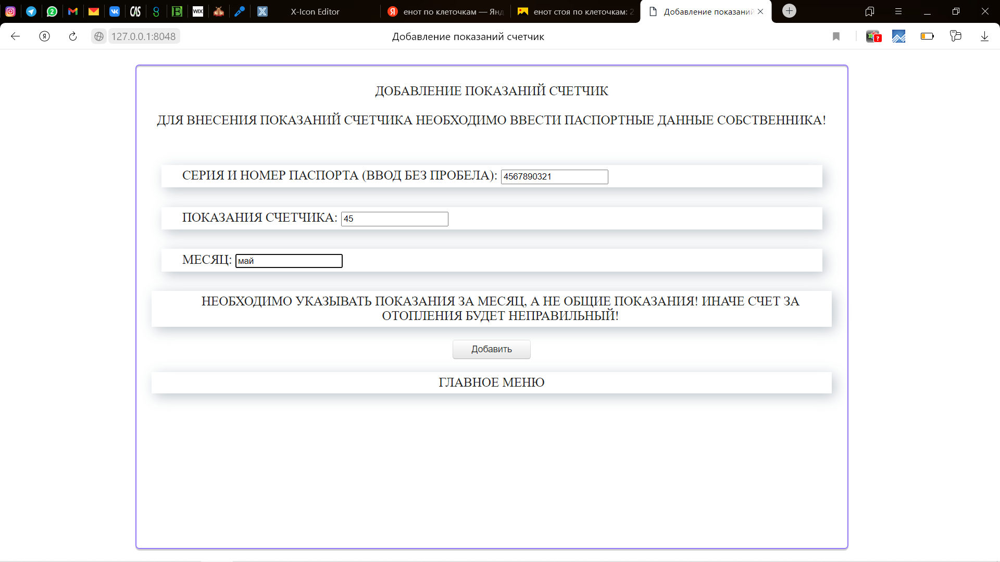 X-Icon Editor
енот по клеточкам — Янд
енот стоя по клеточкам: 2
Добавление показаний
127.0.0.1:8048
Добавление показаний счетчик
ДОБАВЛЕНИЕ ПОКАЗАНИЙ СЧЕТЧИК
ДЛЯ ВНЕСЕНИЯ ПОКАЗАНИЙ СЧЕТЧИКА НЕОБХОДИМО ВВЕСТИ ПАСПОРТНЫЕ ДАННЫЕ СОБСТВЕННИКА!
СЕРИЯ И НОМЕР ПАСПОРТА (ВВОД БЕЗ ПРОБЕЛА): 4567890321
ПОКАЗАНИЯ СЧЕТЧИКА: 45
МЕСЯЦ: май
НЕОБХОДИМО УКАЗЫВАТЬ ПОКАЗАНИЯ ЗА МЕСЯЦ, А НЕ ОБЩИЕ ПОКАЗАНИЯ! ИНАЧЕ СЧЕТ ЗА
ОТОПЛЕНИЯ БУДЕТ НЕПРАВИЛЬНЫЙ!
Добавить
ГЛАВНОЕ МЕНЮ